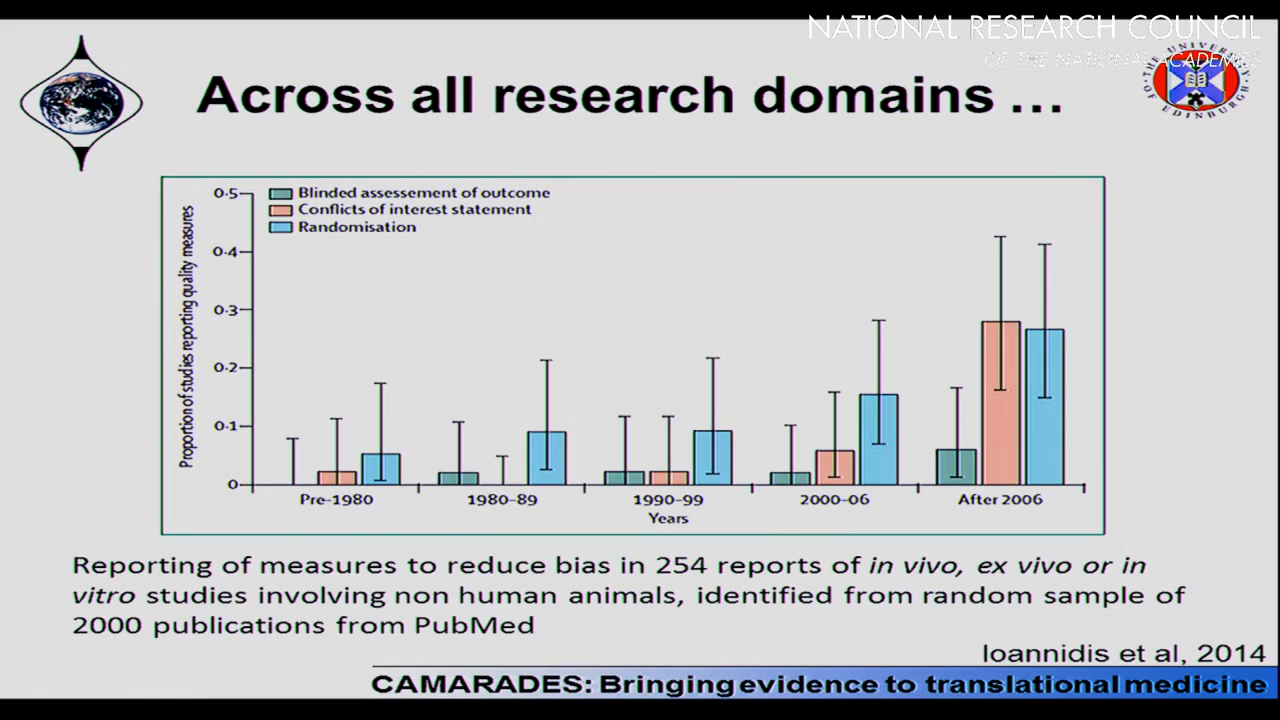 NATIONAL RESEARCH COUNCIL
OF THE NATIONAL ACADEMIES
THE UNIVERSITY OF EDINBURGH
Across all research domains ...
Blinded assessement of outcome
Conflicts of interest statement
Randomisation
Proportion of studies reporting quality measures
0·5
0·4
0·3
0·2
0·1
0
Pre-1980 1980–89 1990–99 2000–06 After 2006
Years
Reporting of measures to reduce bias in 254 reports of in vivo, ex vivo or in
vitro studies involving non human animals, identified from random sample of
2000 publications from PubMed
Ioannidis et al, 2014
CAMARADES: Bringing evidence to translational medicine